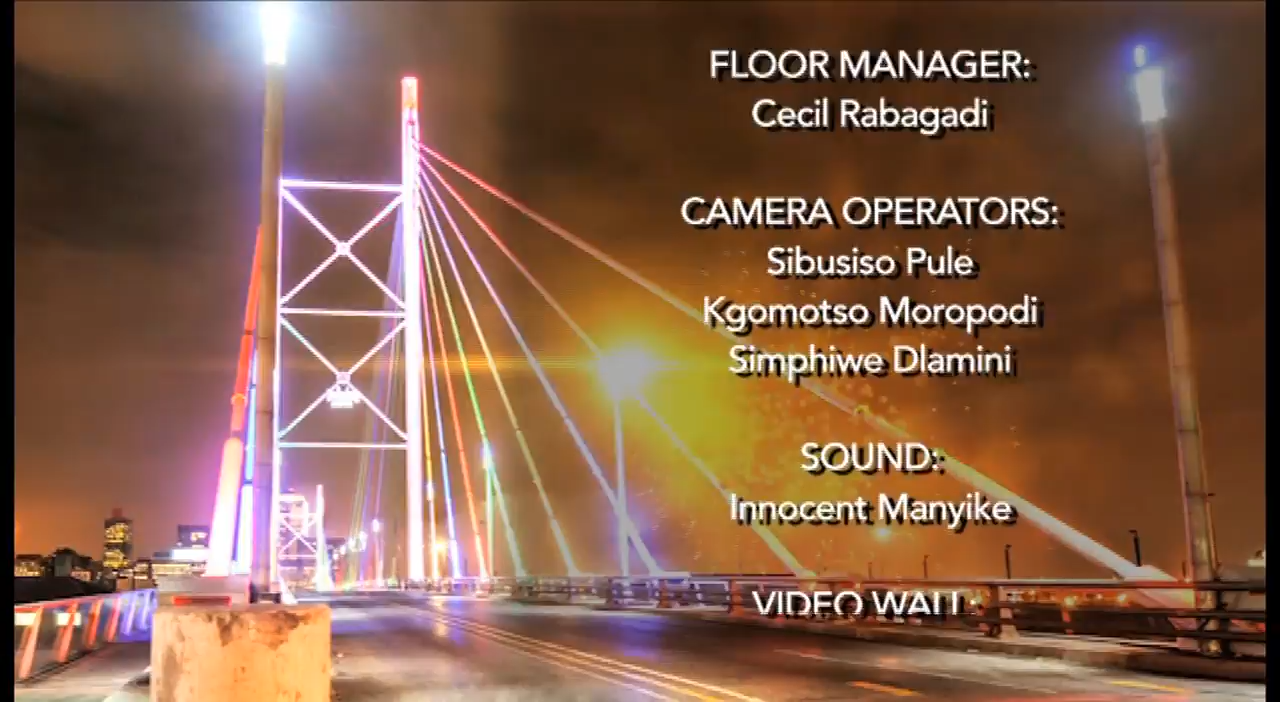 FLOOR MANAGER:
Cecil Rabagadi
CAMERA OPERATORS:
Sibusiso Pule
Kgomotso Moropodi
Simphiwe Dlamini
SOUND:
Innocent Manyike
VIDEO WALL: